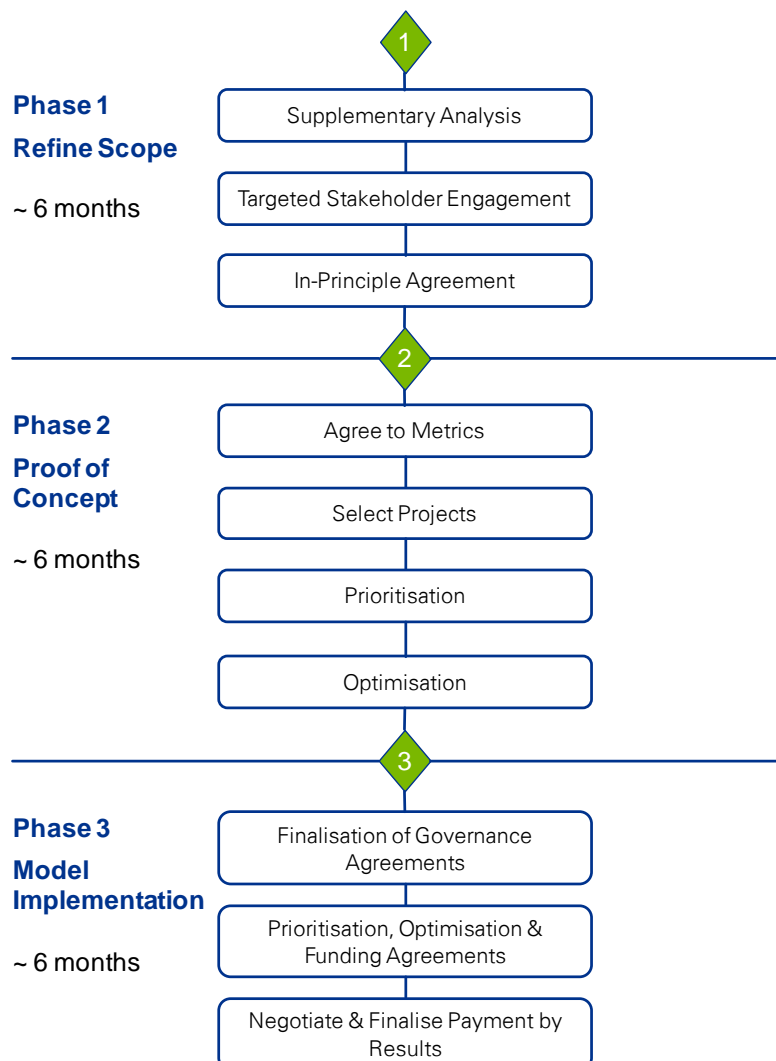 1
Phase 1
Refine Scope
~ 6 months
Supplementary Analysis
Targeted Stakeholder Engagement
In-Principle Agreement
2
Phase 2
Proof of
Concept
~ 6 months
Agree to Metrics
Select Projects
Prioritisation
Optimisation
3
Phase 3
Model
Implementation
~ 6 months
Finalisation of Governance
Agreements
Prioritisation, Optimisation &
Funding Agreements
Negotiate & Finalise Payment by
Results